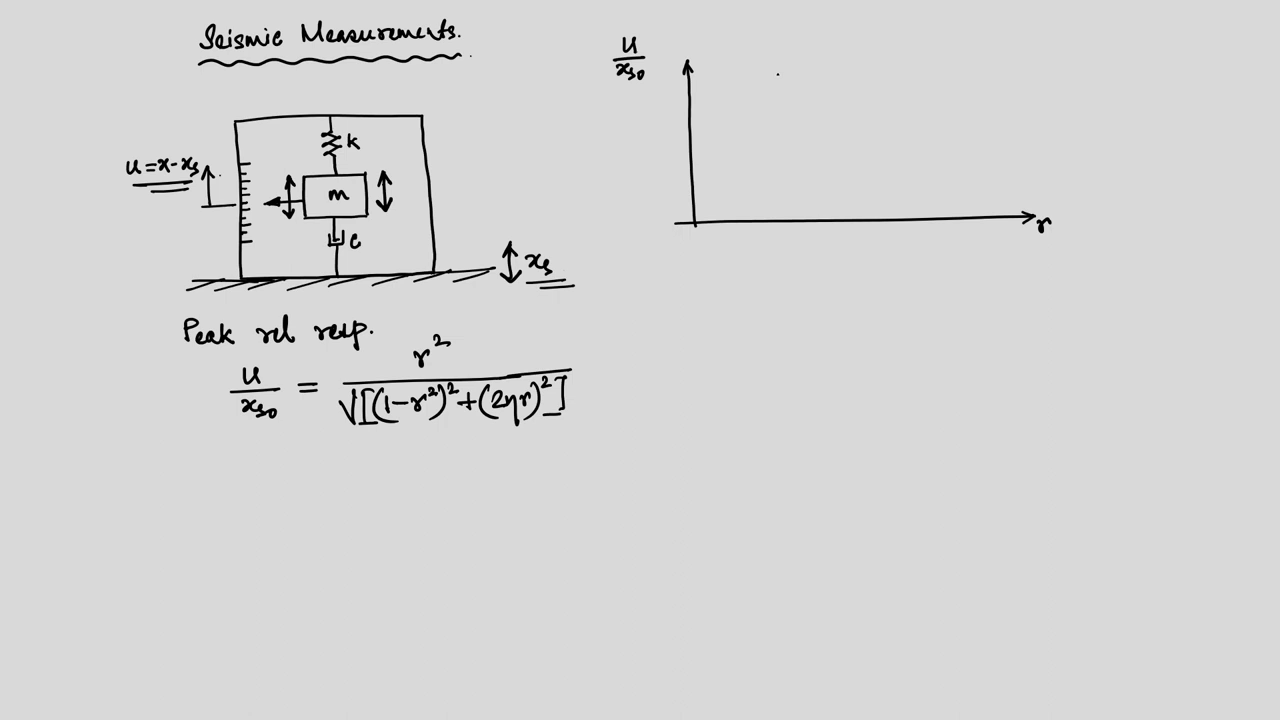 Seismic Measurements.
k
u = x - xₛ
m
c
xₛ
Peak rel resp.
u/xₛ₀ = r²/√[(1-r²)²+(2ηr)²]
u/xₛ₀
r